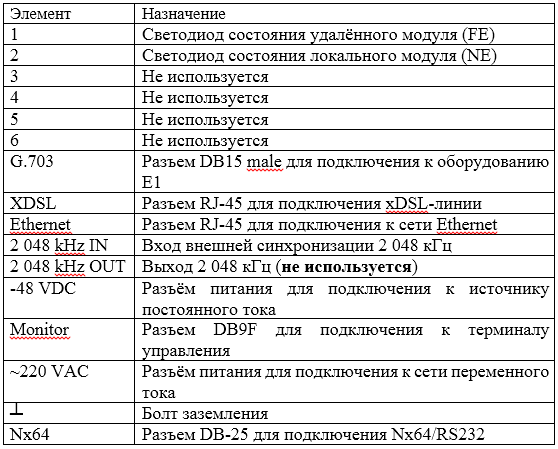 Элемент Назначение
1 Светодиод состояния удалённого модуля (FE)
2 Светодиод состояния локального модуля (NE)
3 Не используется
4 Не используется
5 Не используется
6 Не используется
G.703 Разъем DB15 male для подключения к оборудованию
E1
XDSL Разъем RJ-45 для подключения xDSL-линии
Ethernet Разъем RJ-45 для подключения к сети Ethernet
2 048 kHz IN Вход внешней синхронизации 2 048 кГц
2 048 kHz OUT Выход 2 048 кГц (не используется)
-48 VDC Разъём питания для подключения к источнику
постоянного тока
Monitor Разъем DB9F для подключения к терминалу
управления
~220 VAC Разъём питания для подключения к сети переменного
тока
┴ Болт заземления
Nx64 Разъем DB-25 для подключения Nx64/RS232